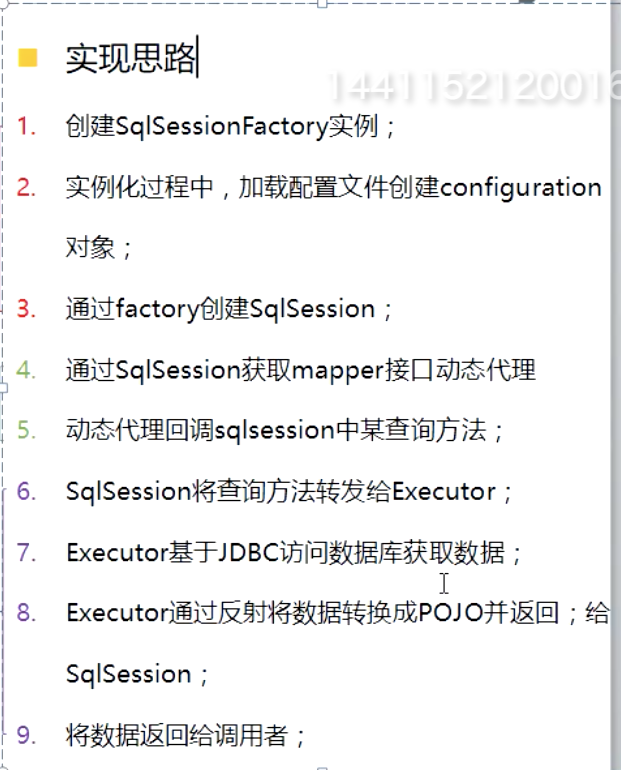 实现思路
1441152120016
1. 创建SqlSessionFactory实例；
2. 实例化过程中，加载配置文件创建configuration
对象；
3. 通过factory创建SqlSession；
4. 通过SqlSession获取mapper接口动态代理
5. 动态代理回调sqlsession中某查询方法；
6. SqlSession将查询方法转发给Executor；
7. Executor基于JDBC访问数据库获取数据；
8. Executor通过反射将数据转换成POJO并返回；给
SqlSession；
9. 将数据返回给调用者；